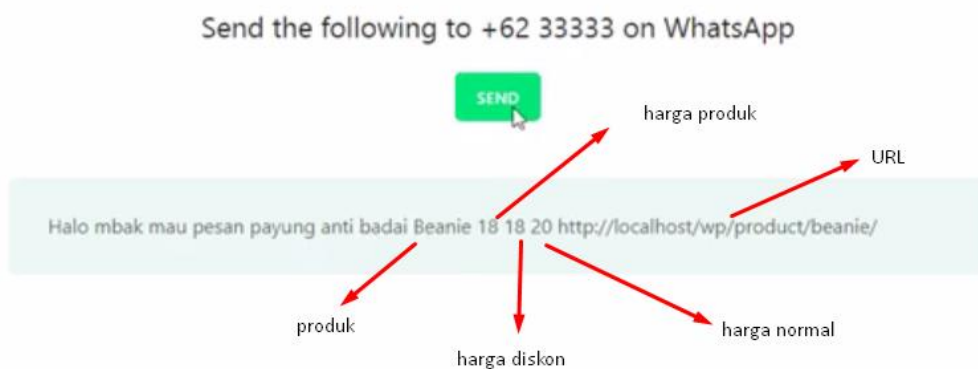 Send the following to +62 33333 on WhatsApp
SEND
harga produk
URL
Halo mbak mau pesan payung anti badai Beanie 18 18 20 http://localhost/wp/product/beanie/
produk
harga normal
harga diskon